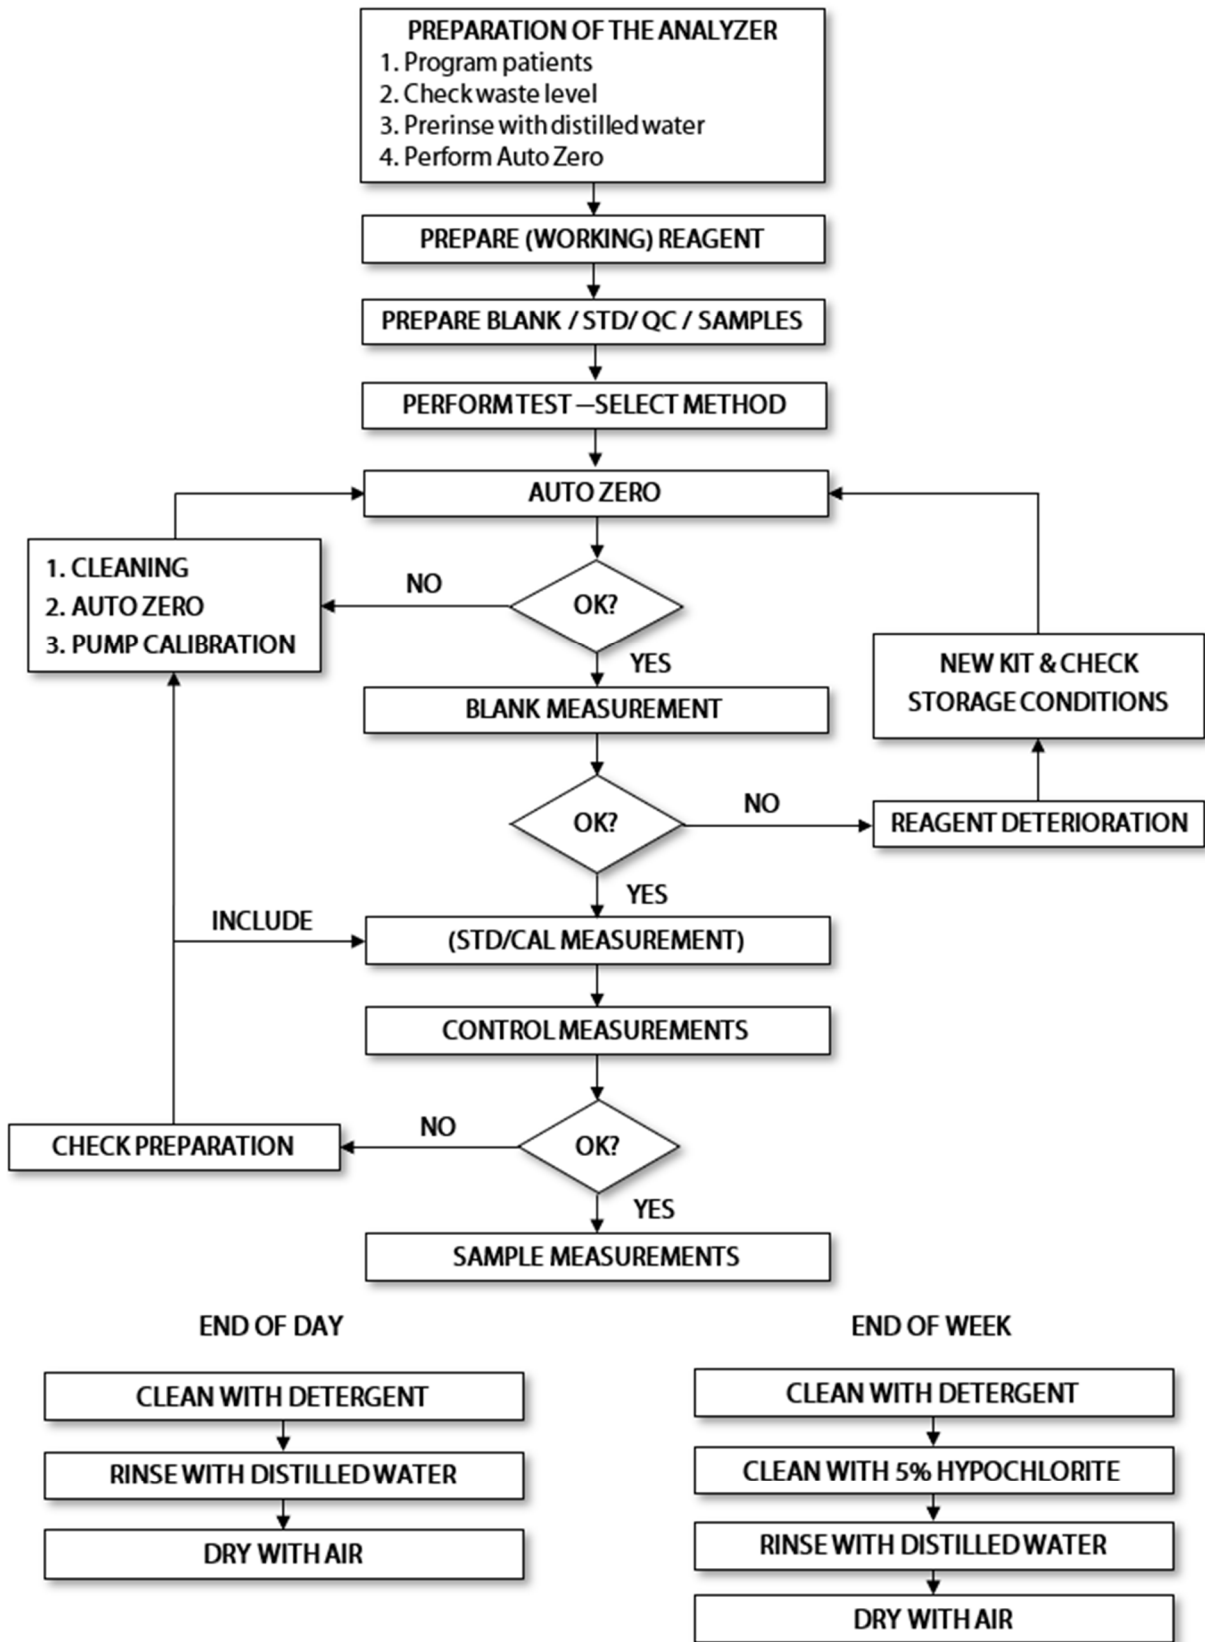 PREPARATION OF THE ANALYZER
1. Program patients
2. Check waste level
3. Prerinse with distilled water
4. Perform Auto Zero
PREPARE (WORKING) REAGENT
PREPARE BLANK / STD/ QC / SAMPLES
PERFORM TEST —SELECT METHOD
AUTO ZERO
1. CLEANING
2. AUTO ZERO
3. PUMP CALIBRATION
NO
OK?
YES
NEW KIT & CHECK
STORAGE CONDITIONS
BLANK MEASUREMENT
OK?
NO
REAGENT DETERIORATION
YES
INCLUDE
(STD/CAL MEASUREMENT)
CONTROL MEASUREMENTS
CHECK PREPARATION
NO
OK?
YES
SAMPLE MEASUREMENTS
END OF DAY
CLEAN WITH DETERGENT
RINSE WITH DISTILLED WATER
DRY WITH AIR
END OF WEEK
CLEAN WITH DETERGENT
CLEAN WITH 5% HYPOCHLORITE
RINSE WITH DISTILLED WATER
DRY WITH AIR